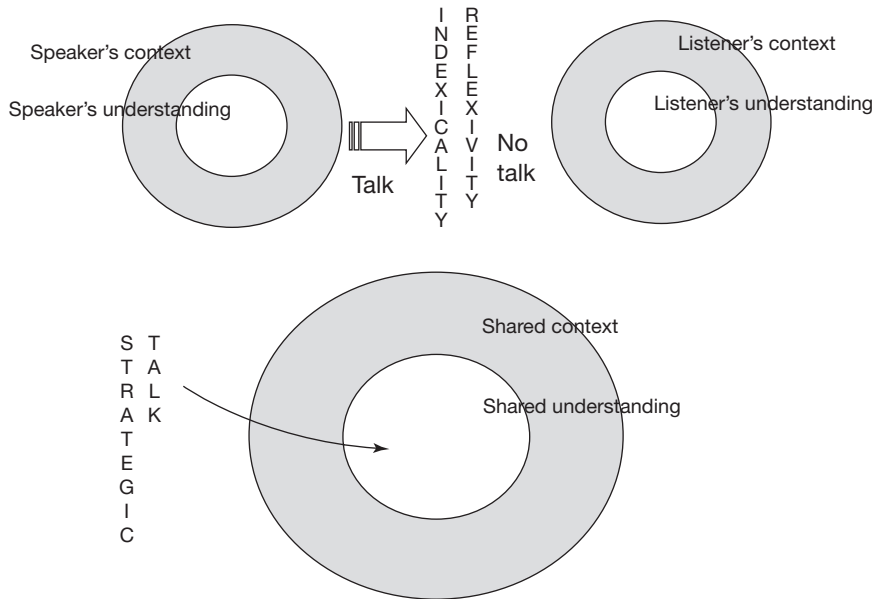 Speaker's context
Speaker's understanding
Talk
INDEXICALITY
REFLEXIVITY
No
talk
Listener's context
Listener's understanding
STRATEGIC
TALK
Shared context
Shared understanding